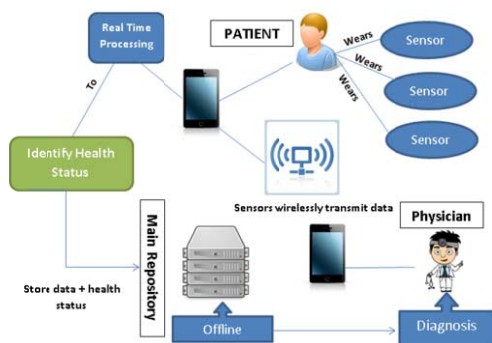 Real Time
Processing
PATIENT
Wears
Sensor
Wears
Sensor
Wears
Sensor
To
Identify Health
Status
Sensors wirelessly transmit data
Physician
Main Repository
Store data + health
status
Offline
Diagnosis